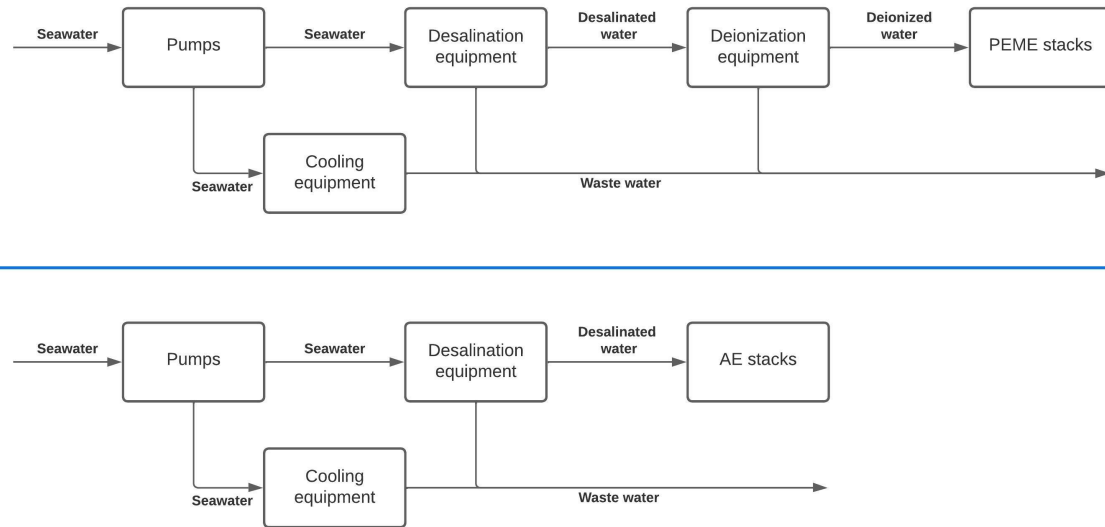 Seawater
Pumps
Seawater
Desalination
equipment
Desalinated
water
Deionization
equipment
Deionized
water
PEME stacks
Seawater
Cooling
equipment
Waste water
Seawater
Pumps
Seawater
Desalination
equipment
Desalinated
water
AE stacks
Seawater
Cooling
equipment
Waste water